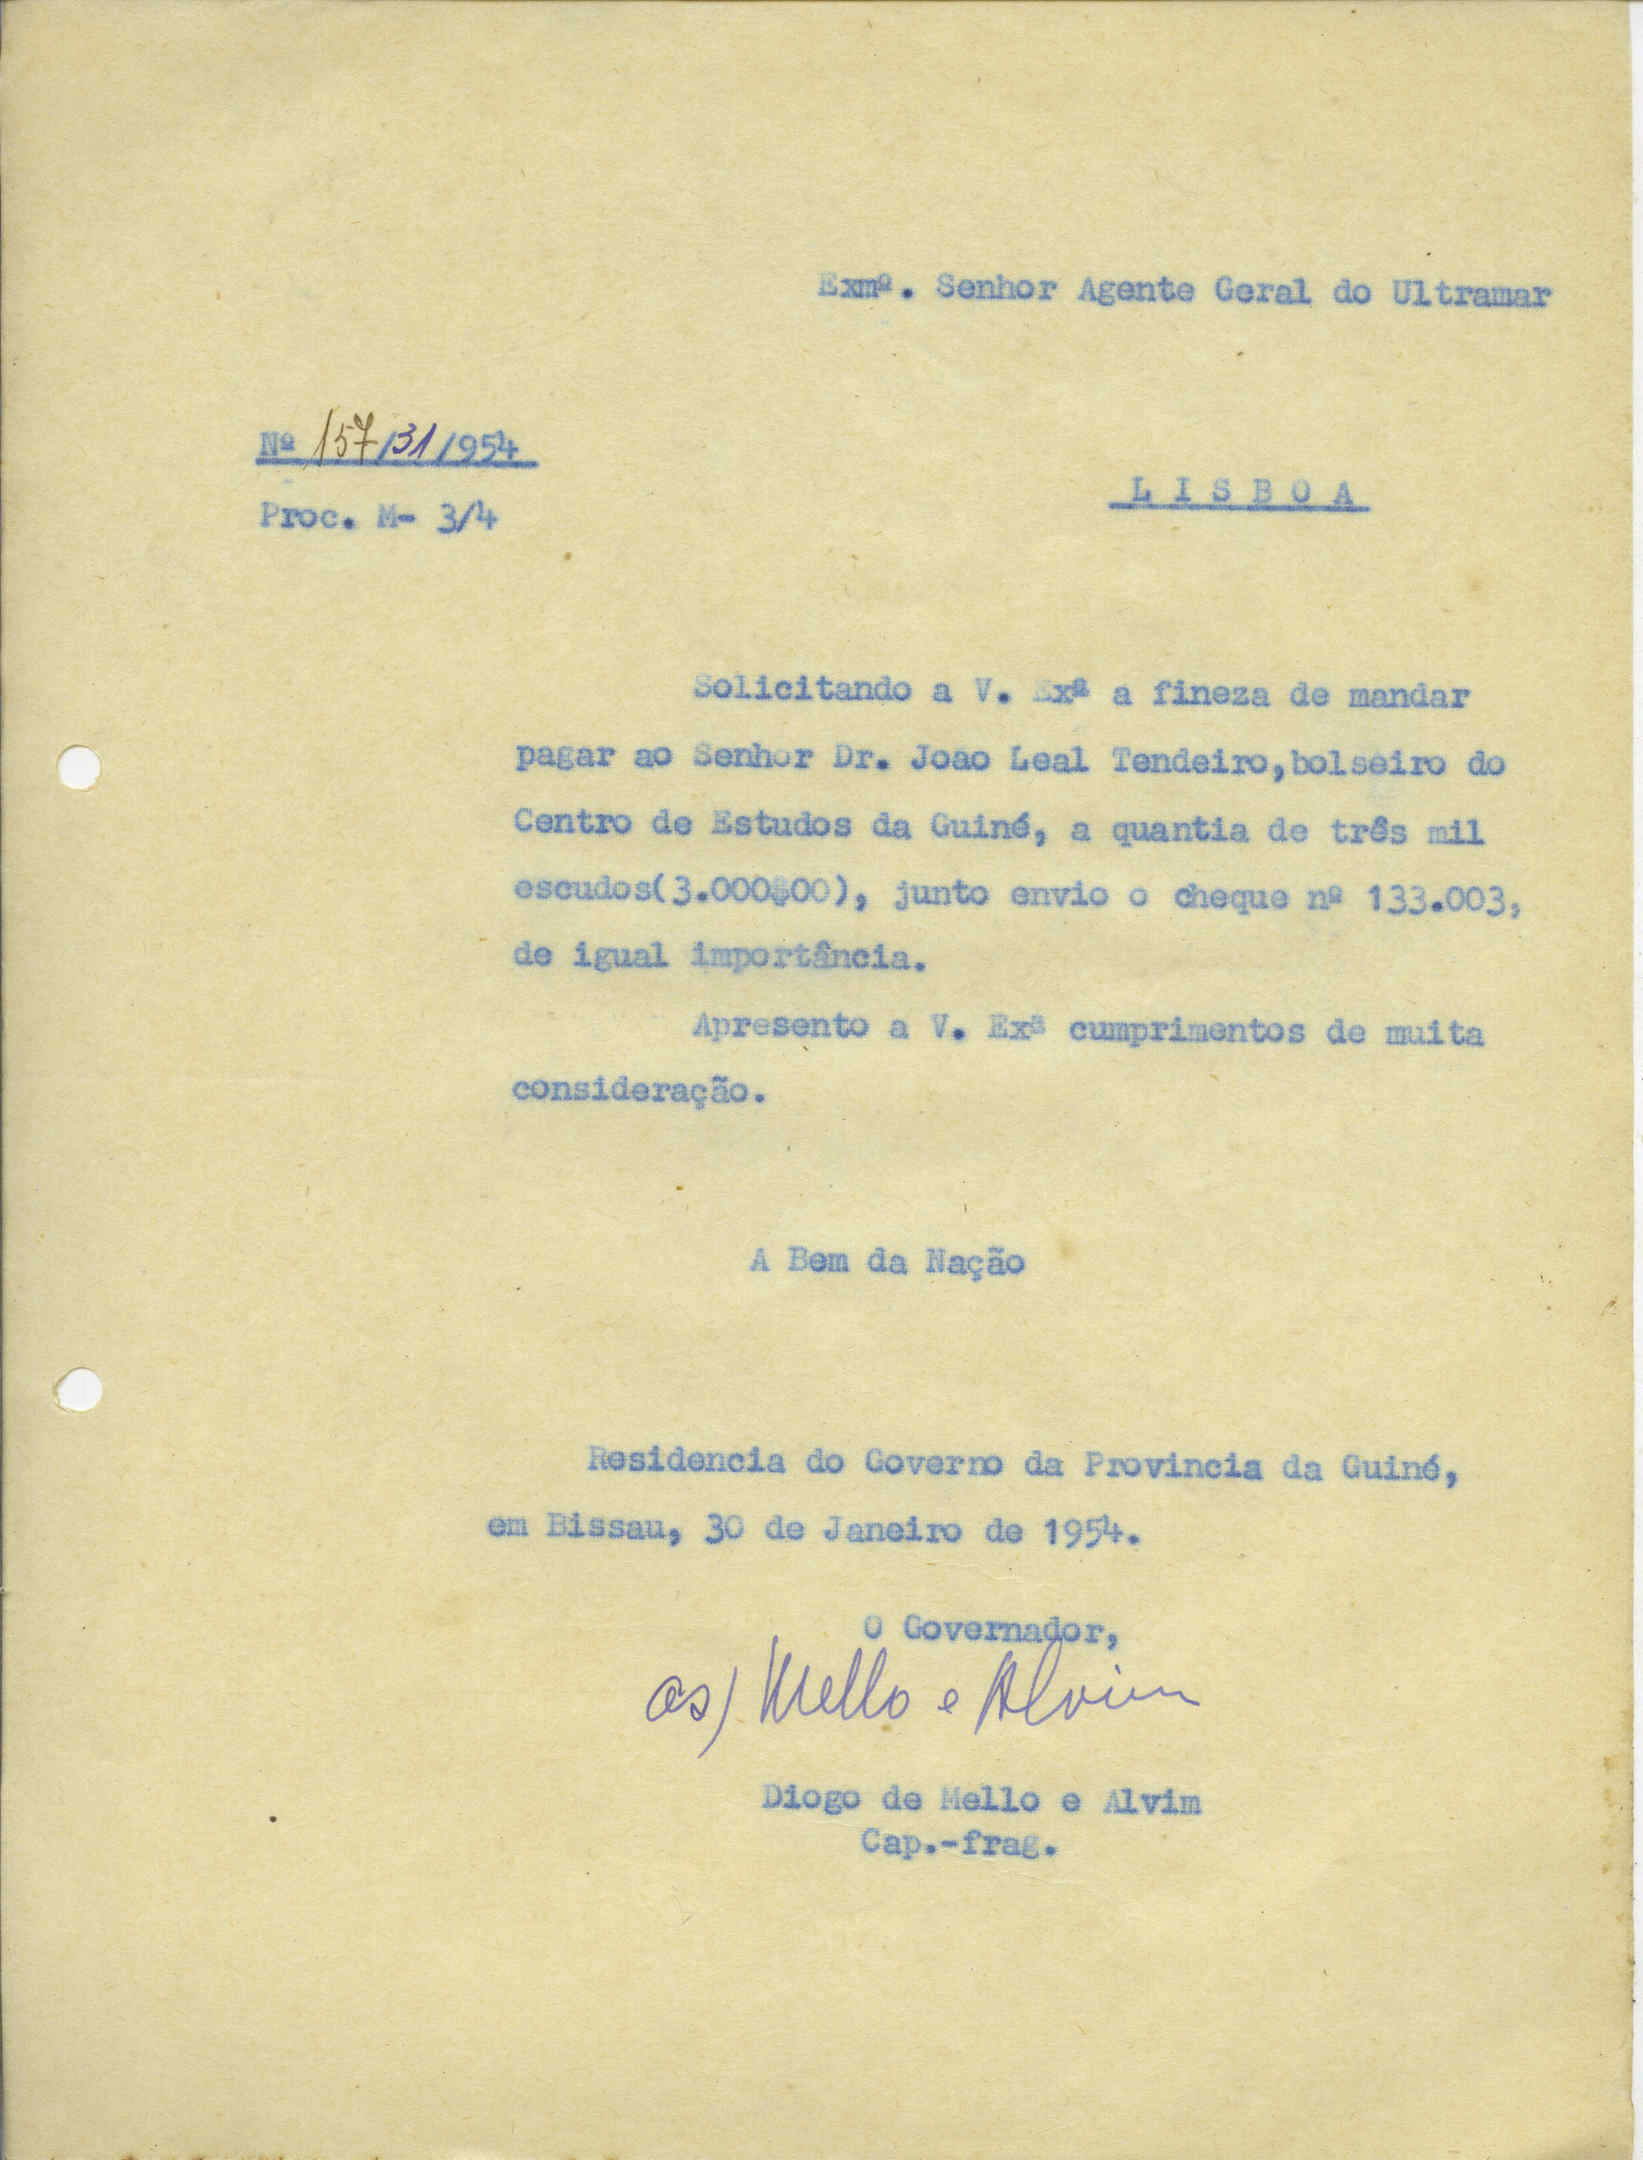 Exmº. Senhor Agente Geral do Ultramar
Nº 157/31/1954
L I S B O A
Proc. M- 3/4
Solicitando a V. Exª a fineza de mandar
pagar ao Senhor Dr. Joao Leal Tendeiro,bolseiro do
Centro de Estudos da Guiné, a quantia de três mil
escudos(3.000$00), junto envio o cheque nº 133.003,
de igual importância.
Apresento a V. Exª cumprimentos de muita
consideração.
A Bem da Nação
Residencia do Governo da Provincia da Guiné,
em Bissau, 30 de Janeiro de 1954.
O Governador,
as) Mello e Alvim
Diogo de Mello e Alvim
Cap.-frag.